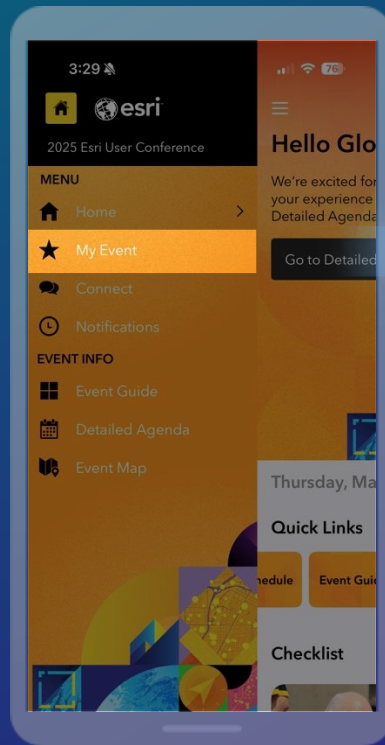 3:29
76
esri
2025 Esri User Conference
MENU
Home
My Event
Connect
Notifications
EVENT INFO
Event Guide
Detailed Agenda
Event Map
Hello Glo
We're excited for
your experience
Detailed Agenda
Go to Detailed
Thursday, Ma
Quick Links
hedule
Event Guid
Checklist